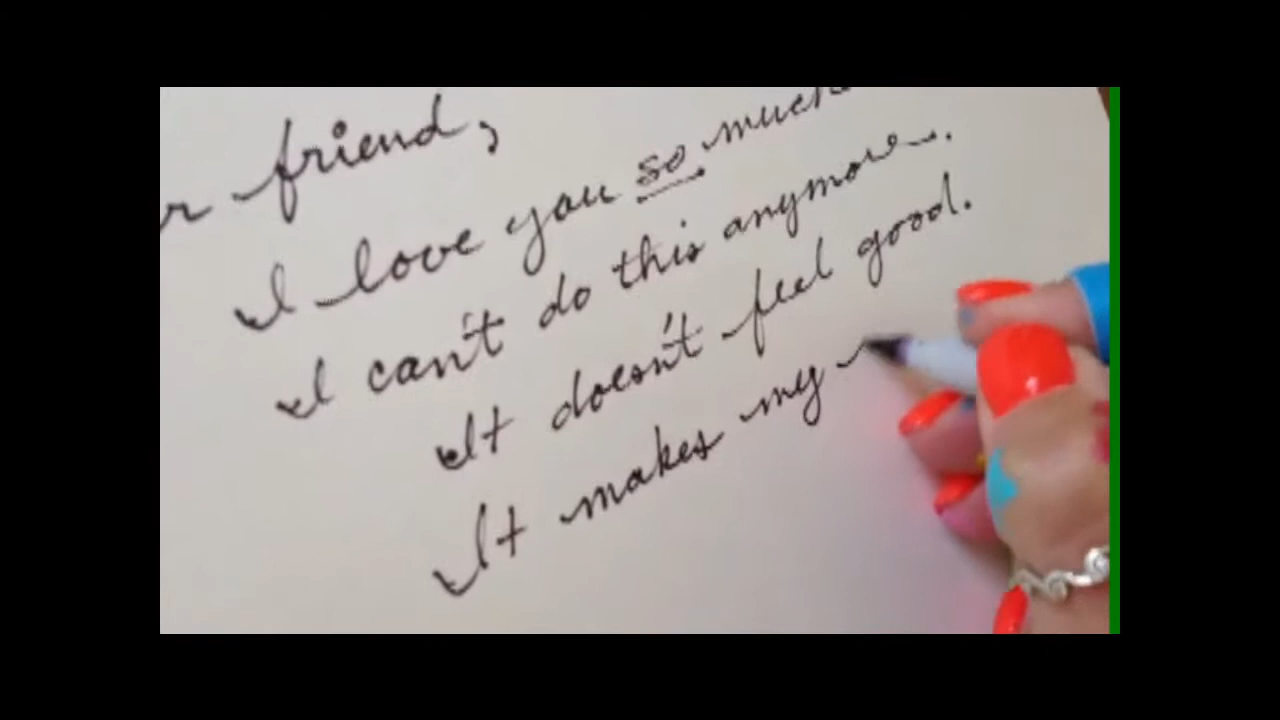 r friend,
I love you so much
I can't do this anymore.
It doesn't feel good.
It makes my